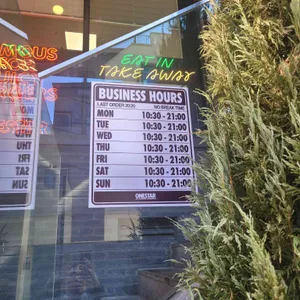 MOUS
EAT IN
TAKE AWAY
BUSINESS HOURS
LAST ORDER 20:30 NO BREAK TIME
MON 10:30 - 21:00
TUE 10:30 - 21:00
WED 10:30 - 21:00
THU 10:30 - 21:00
FRI 10:30 - 21:00
SAT 10:30 - 21:00
SUN 10:30 - 21:00
ONESTAR